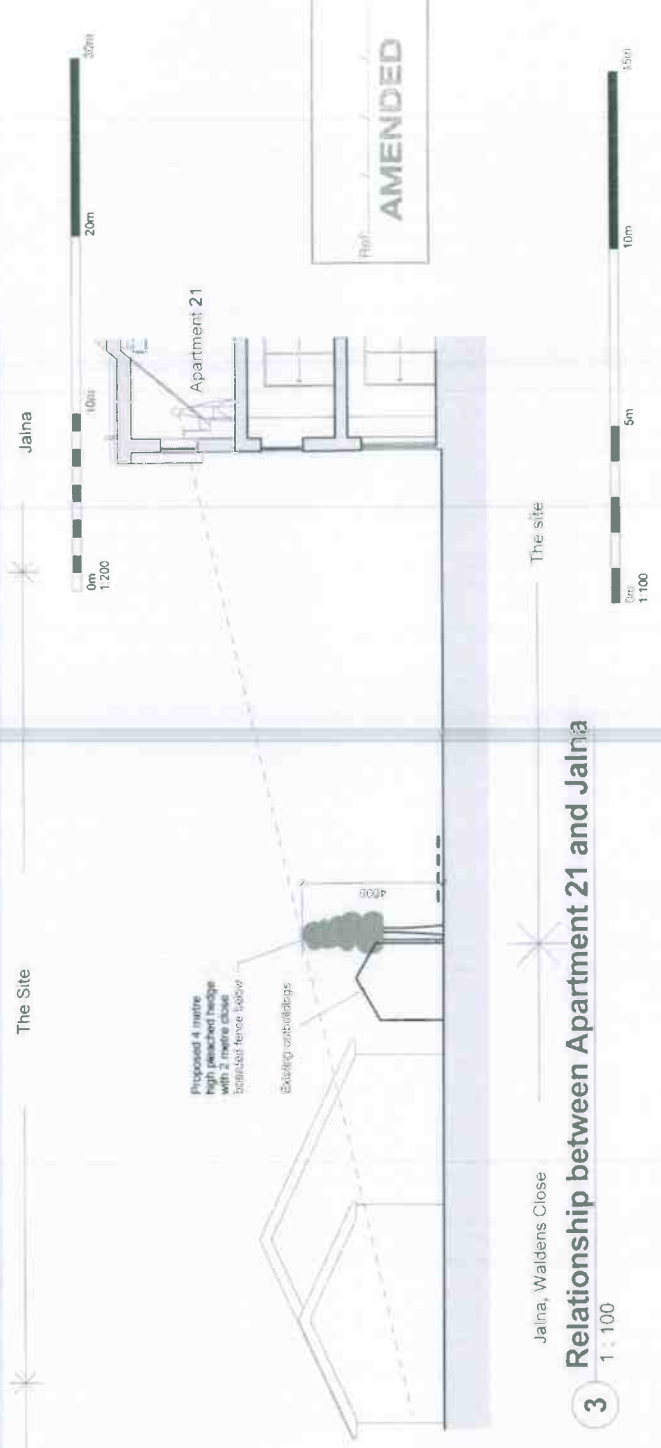 The Site
Jalna
0m
10m
20m
30m
1:200
Proposed 4 metre
high pleached hedge
with 2 metre close
boarded fence below
Existing outbuildings
4000
Apartment 21
Ref:
AMENDED
Jalna, Waldens Close
The site
3 Relationship between Apartment 21 and Jalna
1 : 100
0m
5m
10m
15m
1:100